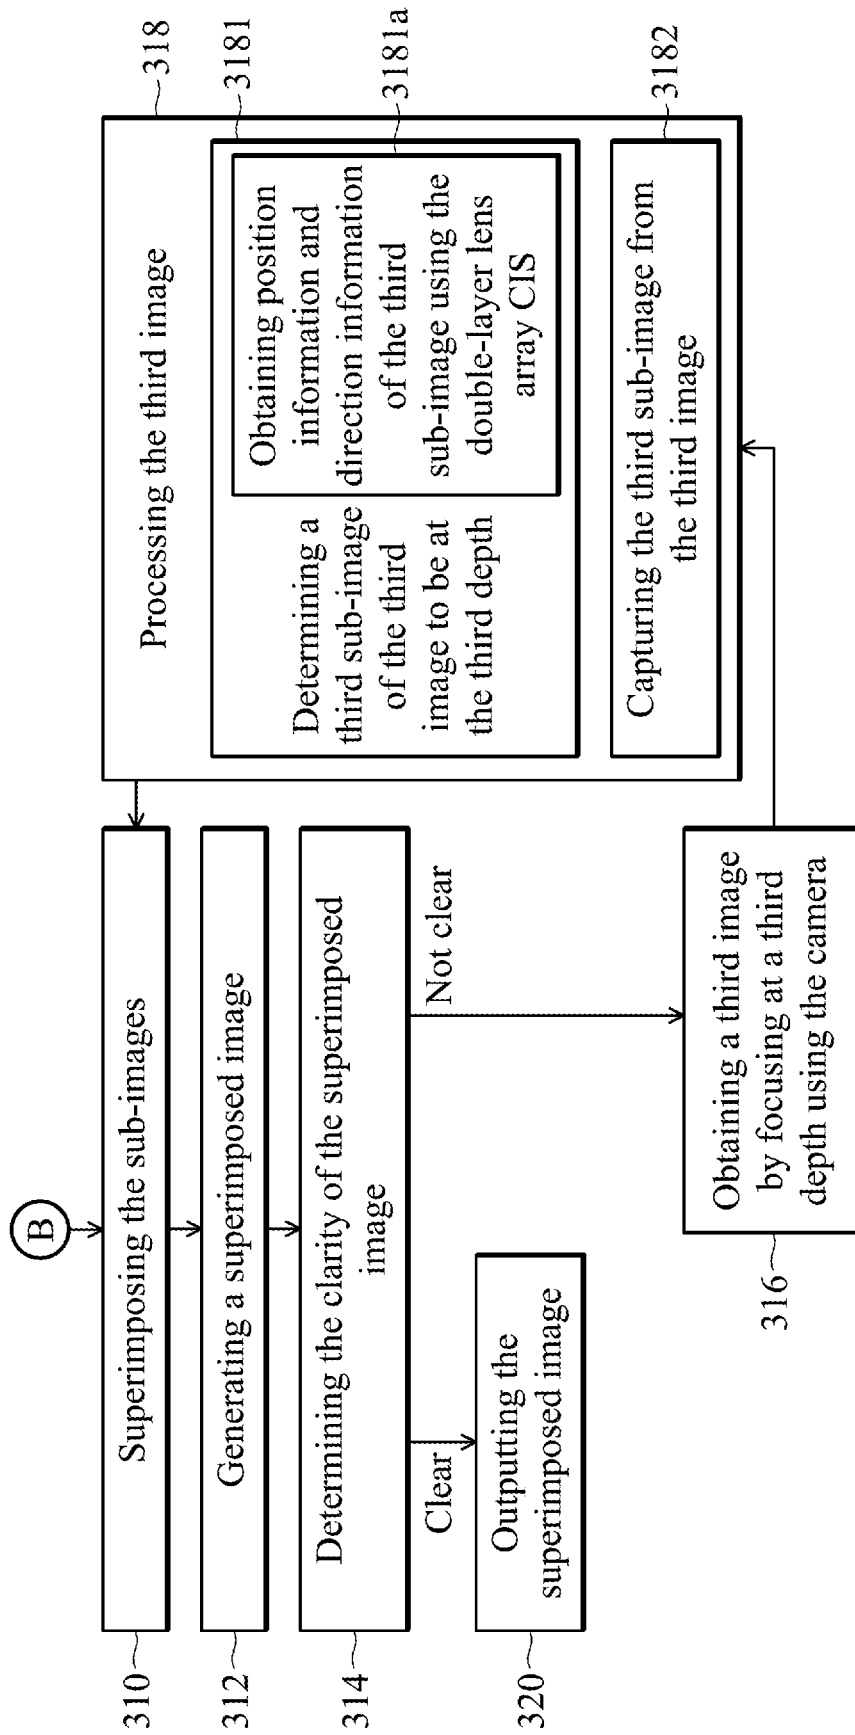 B
310
Superimposing the sub-images
312
Generating a superimposed image
314
Determining the clarity of the superimposed
image
Clear
Not clear
320
Outputting the
superimposed image
316
Obtaining a third image
by focusing at a third
depth using the camera
318
Processing the third image
3181
Determining a
third sub-image
of the third
image to be at
the third depth
3181a
Obtaining position
information and
direction information
of the third
sub-image using the
double-layer lens
array CIS
3182
Capturing the third sub-image from
the third image